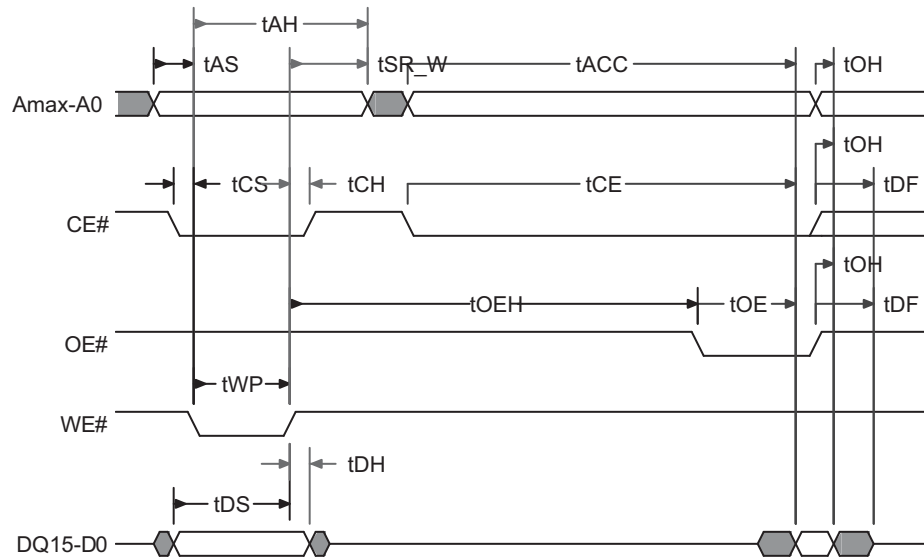 tAH
tAS tSR_W tACC tOH
Amax-A0
tOH
tCS tCH tCE tDF
CE#
tOH
tOEH tOE tDF
OE#
tWP
WE#
tDH
tDS
DQ15-D0